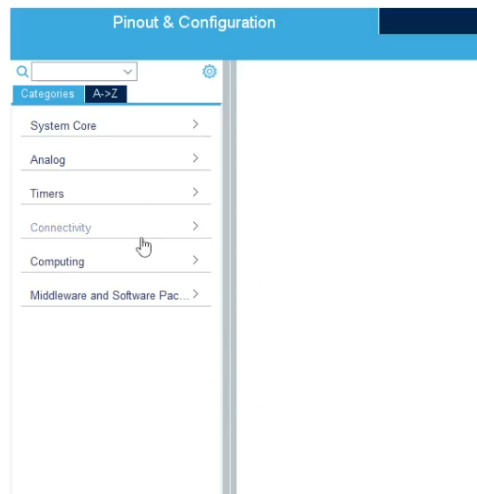 Pinout & Configuration
Categories A->Z
System Core
Analog
Timers
Connectivity
Computing
Middleware and Software Pac...